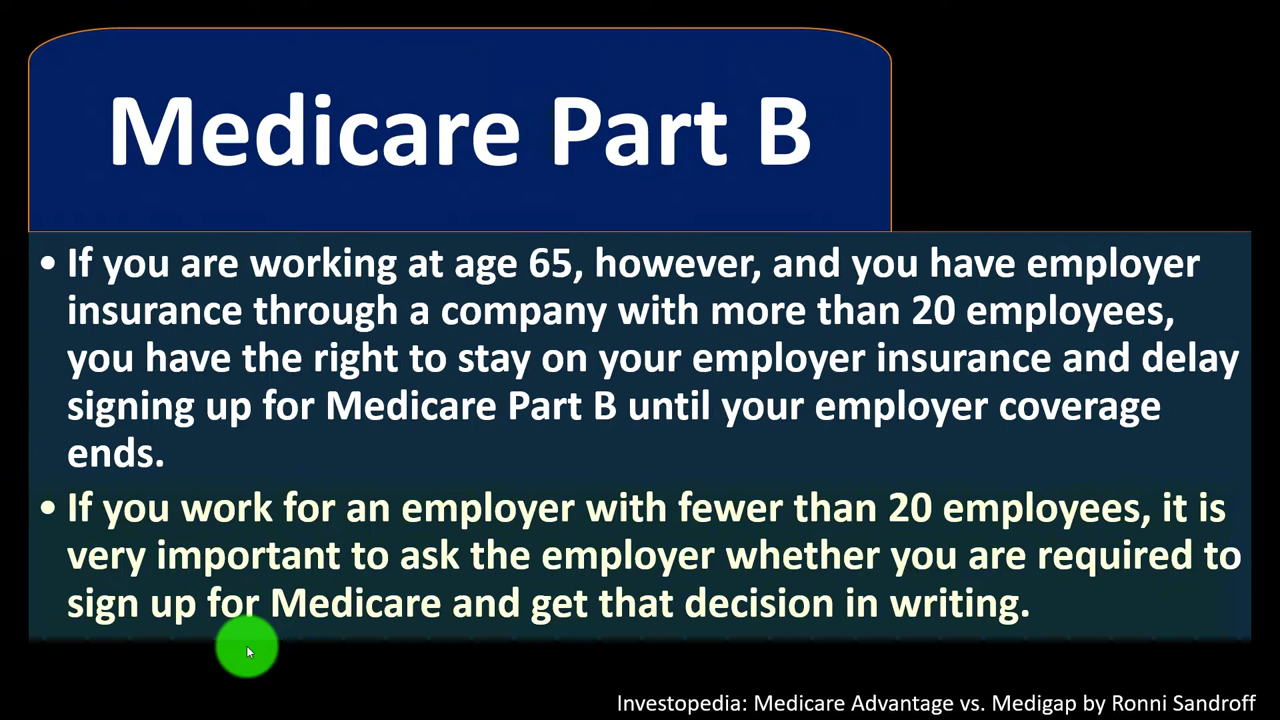 Medicare Part B
• If you are working at age 65, however, and you have employer
insurance through a company with more than 20 employees,
you have the right to stay on your employer insurance and delay
signing up for Medicare Part B until your employer coverage
ends.
• If you work for an employer with fewer than 20 employees, it is
very important to ask the employer whether you are required to
sign up for Medicare and get that decision in writing.
Investopedia: Medicare Advantage vs. Medigap by Ronni Sandroff